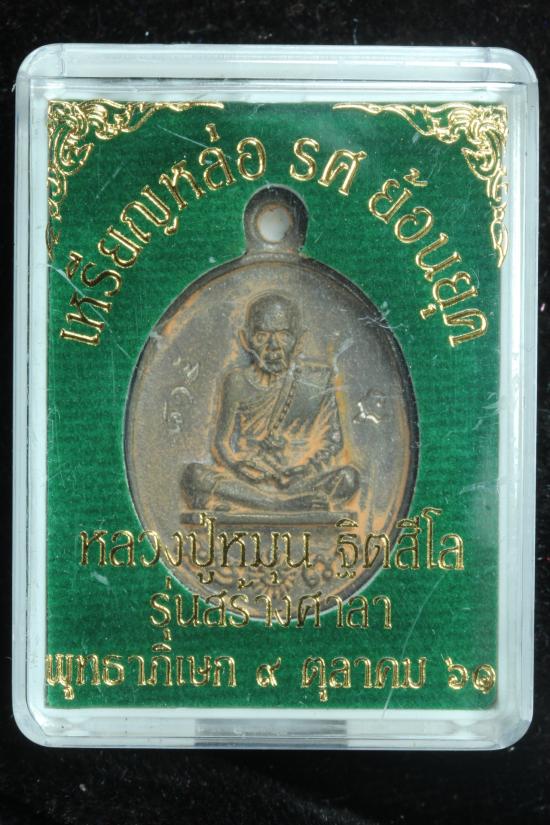 เหรียญหล่อ รศ ย้อนยุค
หลวงปู่หมุน ฐิตสีโล
รุ่นสร้างศาลา
พุทธาภิเษก ๙ ตุลาคม ๖๑